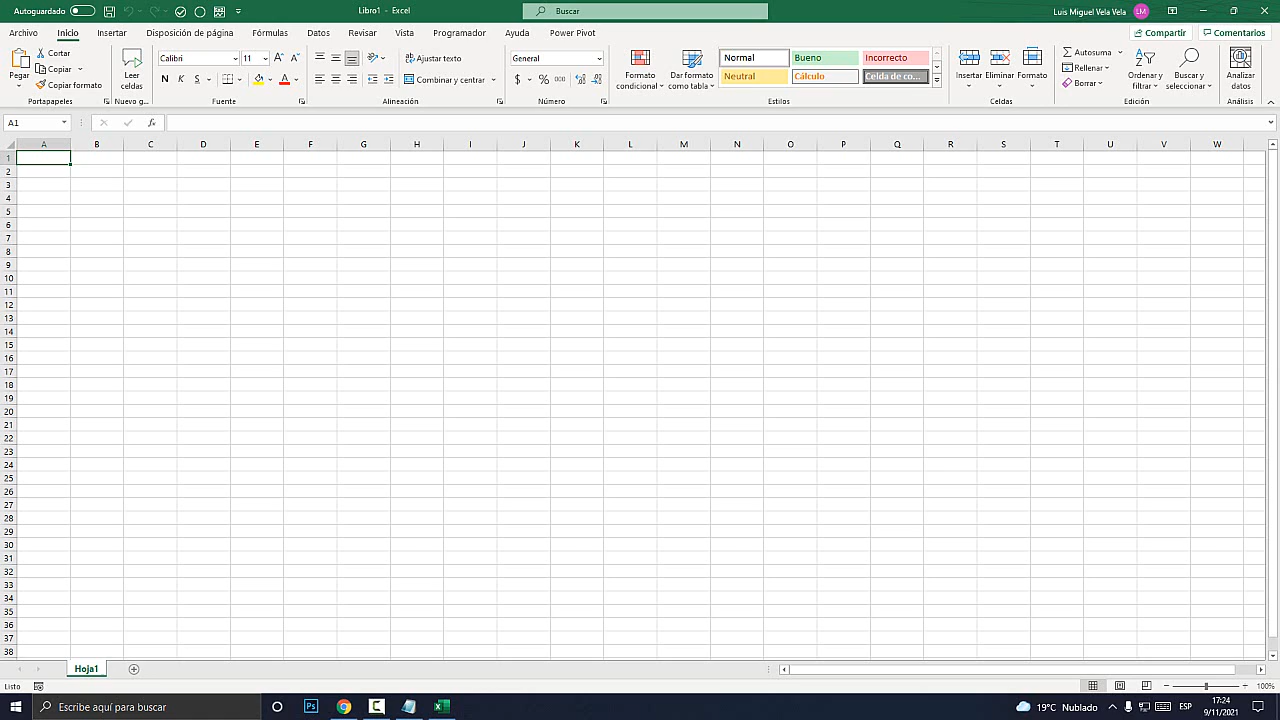 Autoguardado
Libro1 - Excel
Buscar
Luis Miguel Vela Vela
LM
Archivo Inicio Insertar Disposición de página Fórmulas Datos Revisar Vista Programador Ayuda Power Pivot
Compartir Comentarios
Pegar
Cortar
Copiar
Copiar formato
Portapapeles
Leer celdas
Nuevo g...
Calibri 11
N K S
Fuente
Ajustar texto
Combinar y centrar
Alineación
General
$ % 000
Número
Formato condicional
Dar formato como tabla
Normal Bueno Incorrecto
Neutral Cálculo Celda de co...
Estilos
Insertar Eliminar Formato
Celdas
Autosuma
Rellenar
Borrar
Ordenar y filtrar
Buscar y seleccionar
Edición
Analizar datos
Análisis
A1
fx
A B C D E F G H I J K L M N O P Q R S T U V W
1
2
3
4
5
6
7
8
9
10
11
12
13
14
15
16
17
18
19
20
21
22
23
24
25
26
27
28
29
30
31
32
33
34
35
36
37
38
Hoja1
Listo
100%
Escribe aquí para buscar
Ps
19°C Nublado
ESP
17:24
9/11/2021